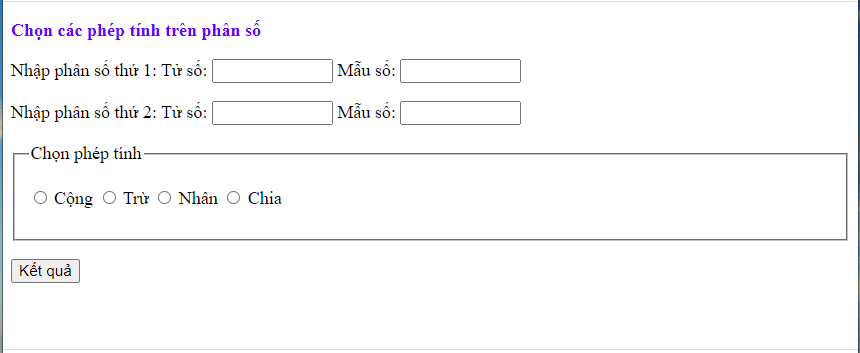 Chọn các phép tính trên phân số
Nhập phân số thứ 1: Tử số: Mẫu số:
Nhập phân số thứ 2: Tử số: Mẫu số:
Chọn phép tính
Cộng Trừ Nhân Chia
Kết quả